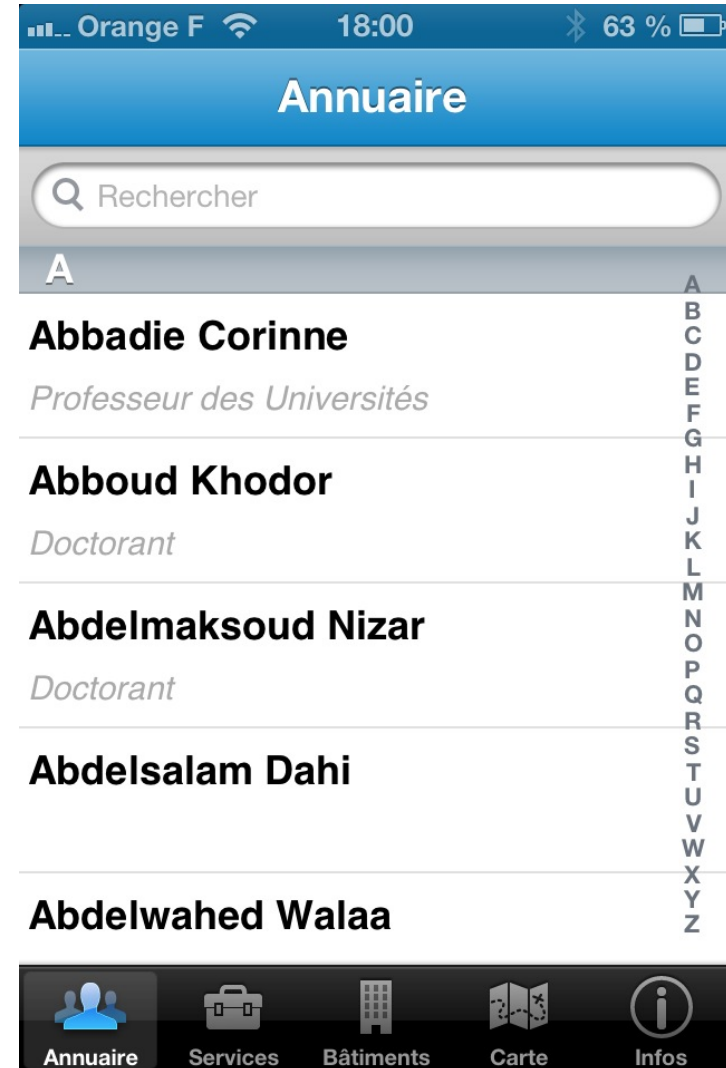 Orange F 18:00 63 %
Annuaire
Rechercher
A
Abbadie Corinne
Professeur des Universités
Abboud Khodor
Doctorant
Abdelmaksoud Nizar
Doctorant
Abdelsalam Dahi
Abdelwahed Walaa
A
B
C
D
E
F
G
H
I
J
K
L
M
N
O
P
Q
R
S
T
U
V
W
X
Y
Z
Annuaire Services Bâtiments Carte Infos